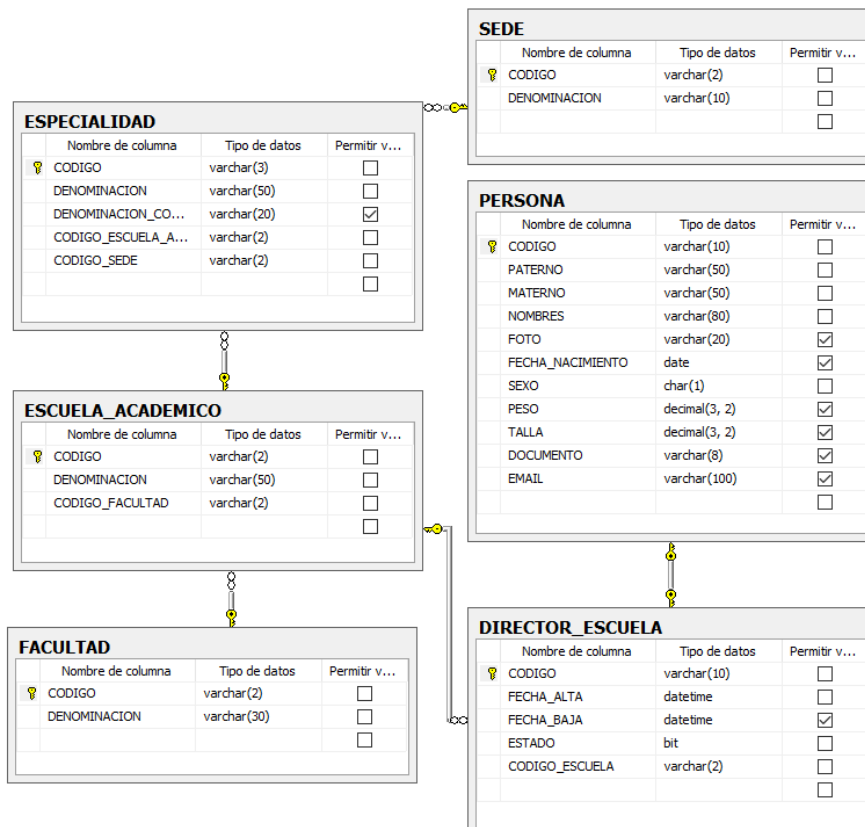 SEDE
Nombre de columna Tipo de datos Permitir v...
CODIGO varchar(2)
DENOMINACION varchar(10)
ESPECIALIDAD
Nombre de columna Tipo de datos Permitir v...
CODIGO varchar(3)
DENOMINACION varchar(50)
DENOMINACION_CO... varchar(20)
CODIGO_ESCUELA_A... varchar(2)
CODIGO_SEDE varchar(2)
PERSONA
Nombre de columna Tipo de datos Permitir v...
CODIGO varchar(10)
PATERNO varchar(50)
MATERNO varchar(50)
NOMBRES varchar(80)
FOTO varchar(20)
FECHA_NACIMIENTO date
SEXO char(1)
PESO decimal(3, 2)
TALLA decimal(3, 2)
DOCUMENTO varchar(8)
EMAIL varchar(100)
ESCUELA_ACADEMICO
Nombre de columna Tipo de datos Permitir v...
CODIGO varchar(2)
DENOMINACION varchar(50)
CODIGO_FACULTAD varchar(2)
FACULTAD
Nombre de columna Tipo de datos Permitir v...
CODIGO varchar(2)
DENOMINACION varchar(30)
DIRECTOR_ESCUELA
Nombre de columna Tipo de datos Permitir v...
CODIGO varchar(10)
FECHA_ALTA datetime
FECHA_BAJA datetime
ESTADO bit
CODIGO_ESCUELA varchar(2)